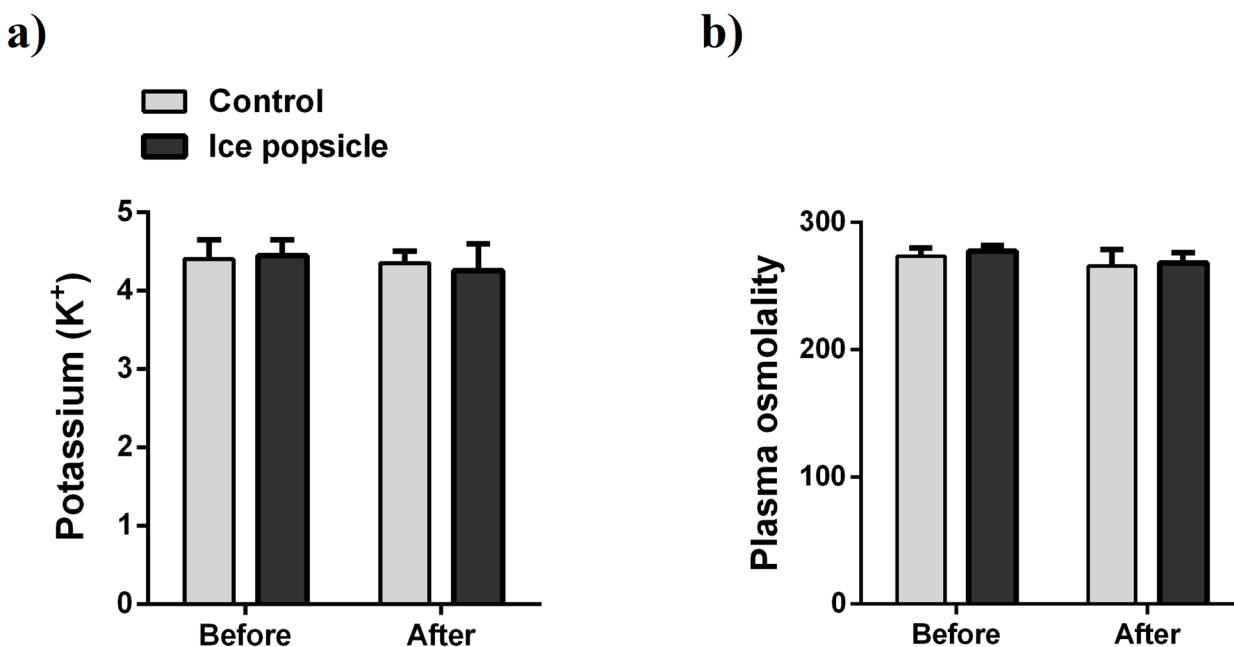 a)
Control
Ice popsicle
Potassium (K⁺)
5
4
3
2
1
0
Before After
b)
Plasma osmolality
300
200
100
0
Before After